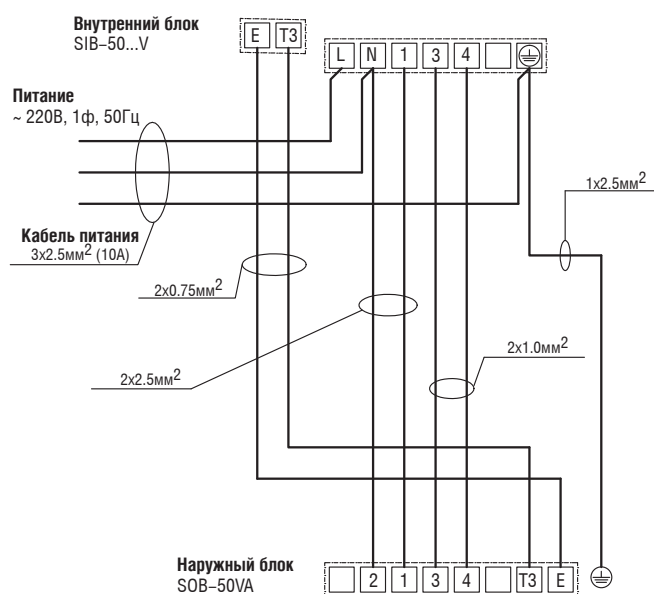 Внутренний блок
SIB–50...V
E T3
L N 1 3 4
Питание
~ 220В, 1ф, 50Гц
1x2.5мм2
Кабель питания
3x2.5мм2 (10А)
2x0.75мм2
2x1.0мм2
2x2.5мм2
Наружный блок
SOB–50VA
2 1 3 4 T3 E